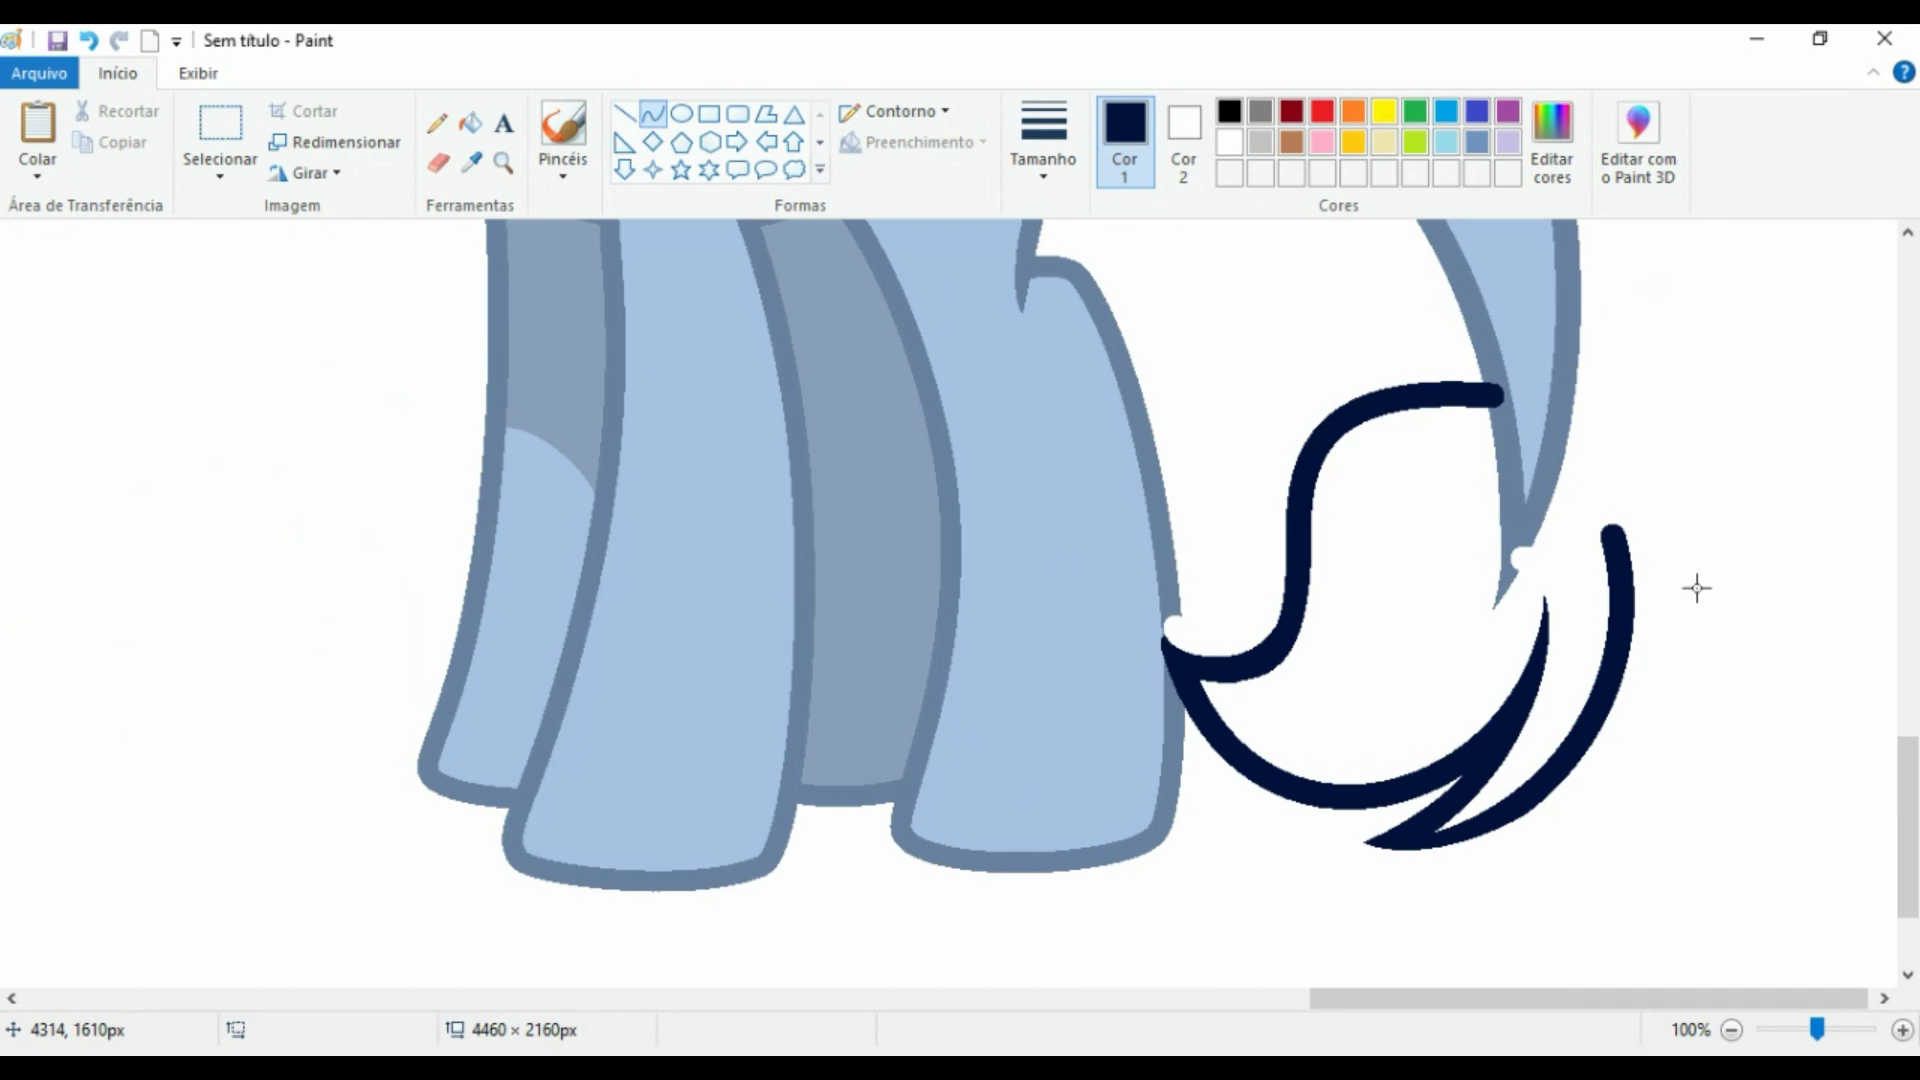 Sem título - Paint
Arquivo Início Exibir
Colar
Recortar
Copiar
Área de Transferência
Selecionar
Cortar
Redimensionar
Girar
Imagem
A
Ferramentas
Pincéis
Contorno
Preenchimento
Formas
Tamanho
Cor
1
Cor
2
Cores
Editar
cores
Editar com
o Paint 3D
4314, 1610px
4460 × 2160px
100%